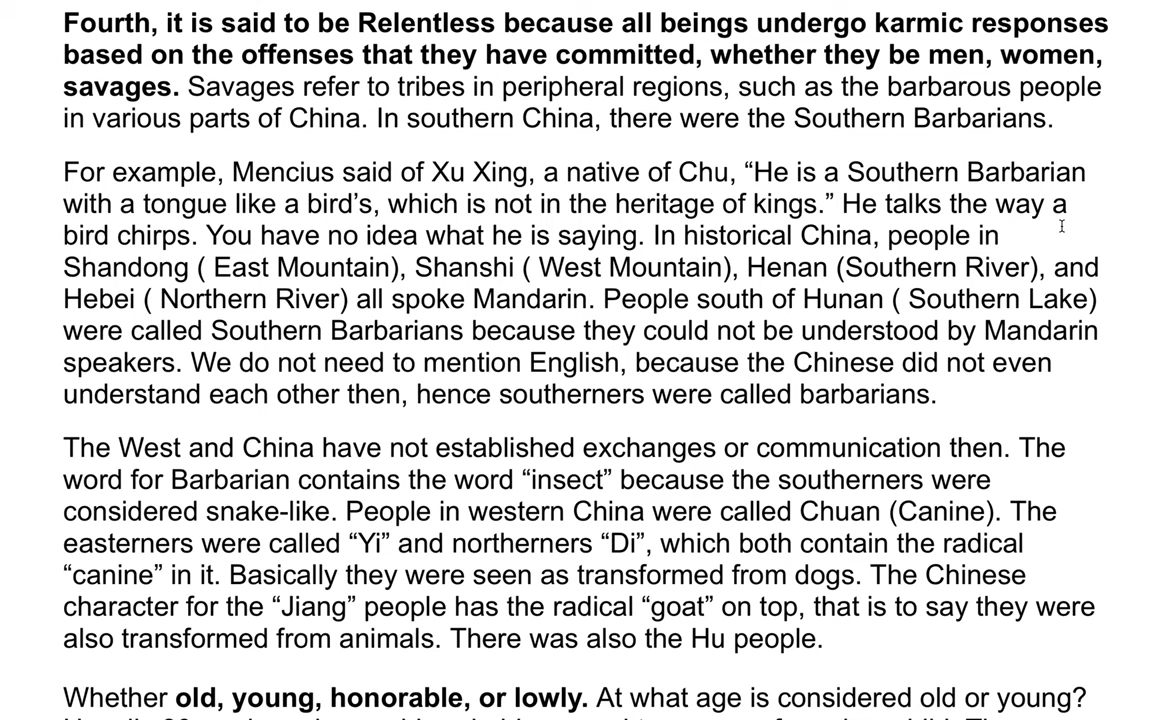 Fourth, it is said to be Relentless because all beings undergo karmic responses
based on the offenses that they have committed, whether they be men, women,
savages. Savages refer to tribes in peripheral regions, such as the barbarous people
in various parts of China. In southern China, there were the Southern Barbarians.
For example, Mencius said of Xu Xing, a native of Chu, “He is a Southern Barbarian
with a tongue like a bird’s, which is not in the heritage of kings.” He talks the way a
bird chirps. You have no idea what he is saying. In historical China, people in
Shandong ( East Mountain), Shanshi ( West Mountain), Henan (Southern River), and
Hebei ( Northern River) all spoke Mandarin. People south of Hunan ( Southern Lake)
were called Southern Barbarians because they could not be understood by Mandarin
speakers. We do not need to mention English, because the Chinese did not even
understand each other then, hence southerners were called barbarians.
The West and China have not established exchanges or communication then. The
word for Barbarian contains the word “insect” because the southerners were
considered snake-like. People in western China were called Chuan (Canine). The
easterners were called “Yi” and northerners “Di”, which both contain the radical
“canine” in it. Basically they were seen as transformed from dogs. The Chinese
character for the “Jiang” people has the radical “goat” on top, that is to say they were
also transformed from animals. There was also the Hu people.
Whether old, young, honorable, or lowly. At what age is considered old or young?